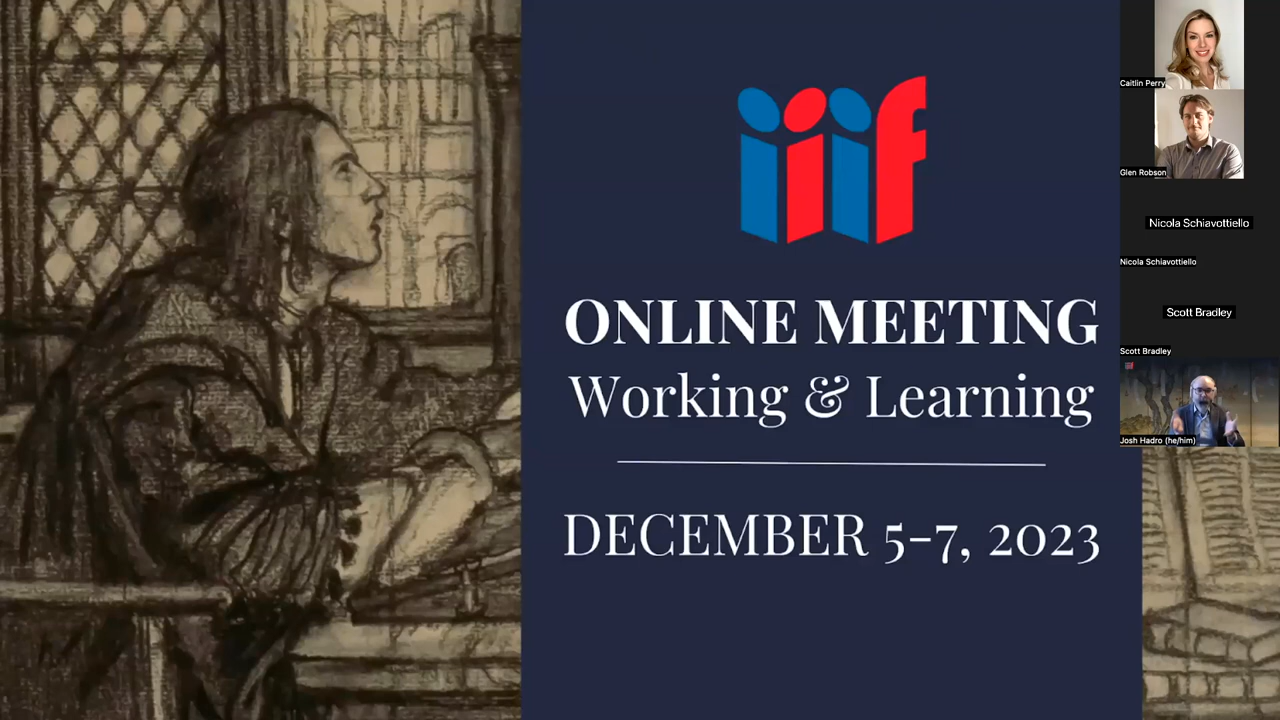 iiif
ONLINE MEETING
Working & Learning
DECEMBER 5–7, 2023
Caitlin Perry
Glen Robson
Nicola Schiavottiello
Nicola Schiavottiello
Scott Bradley
Scott Bradley
Josh Hadro (he/him)